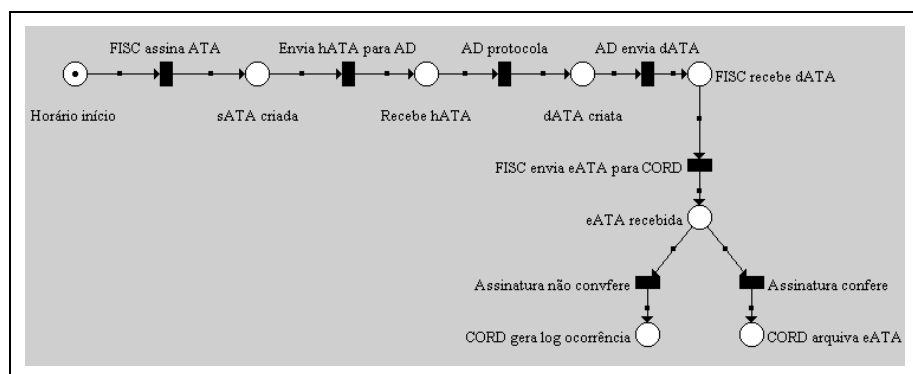 FISC assina ATA
Envia hATA para AD
AD protocola
AD envia dATA
FISC recebe dATA
Horário início
sATA criada
Recebe hATA
dATA criata
FISC envia eATA para CORD
eATA recebida
Assinatura não convfere
Assinatura confere
CORD gera log ocorrência
CORD arquiva eATA